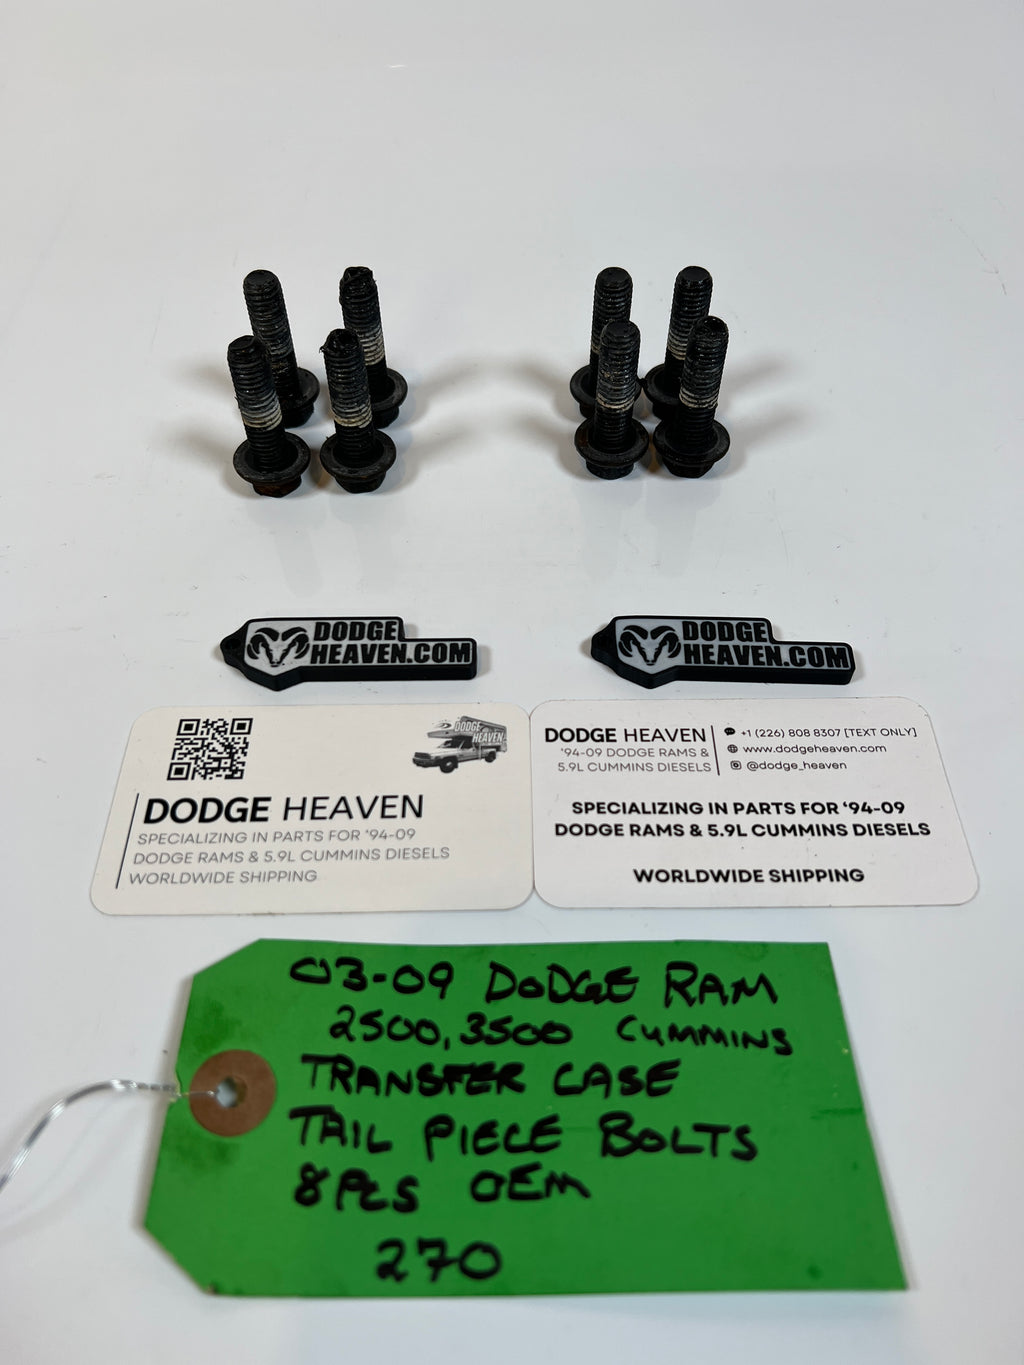 DODGE
HEAVEN.COM
DODGE
HEAVEN.COM
DODGE
HEAVEN
DODGE HEAVEN
SPECIALIZING IN PARTS FOR '94-09
DODGE RAMS & 5.9L CUMMINS DIESELS
WORLDWIDE SHIPPING
DODGE HEAVEN
'94-09 DODGE RAMS &
5.9L CUMMINS DIESELS
+1 (226) 808 8307 [TEXT ONLY]
www.dodgeheaven.com
@dodge_heaven
SPECIALIZING IN PARTS FOR '94-09
DODGE RAMS & 5.9L CUMMINS DIESELS
WORLDWIDE SHIPPING
03-09 DODGE RAM
2500, 3500 CUMMINS
TRANSFER CASE
TAIL PIECE BOLTS
8 PCS OEM
270